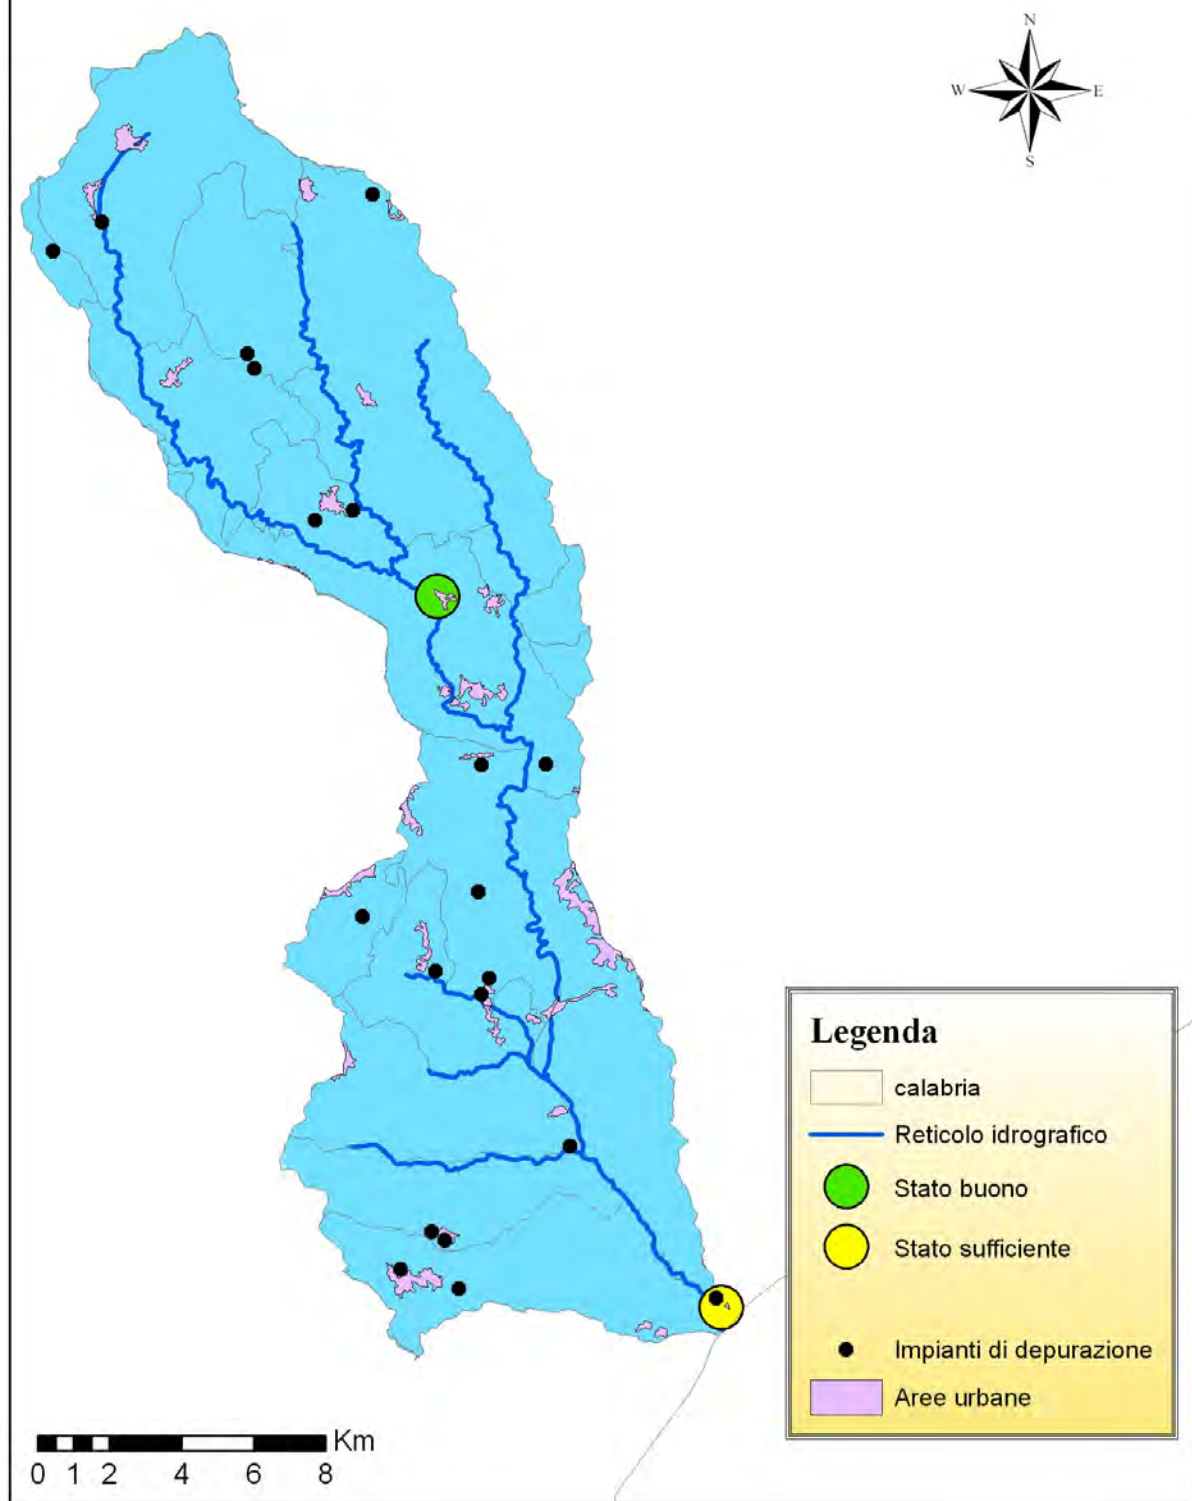 N
W E
S
Legenda
calabria
Reticolo idrografico
Stato buono
Stato sufficiente
Impianti di depurazione
Aree urbane
Km
0 1 2 4 6 8